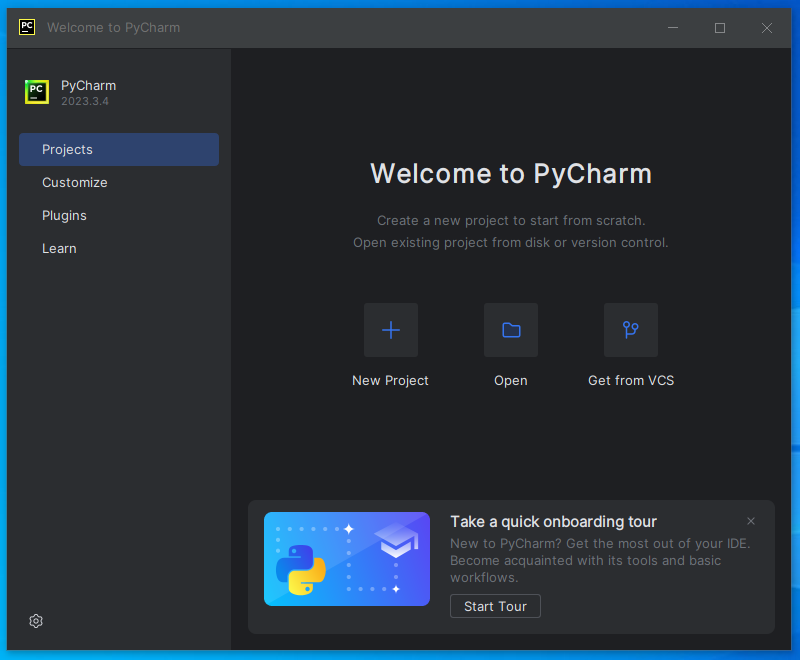 PC
Welcome to PyCharm
PC
PyCharm
2023.3.4
Projects
Customize
Plugins
Learn
Welcome to PyCharm
Create a new project to start from scratch.
Open existing project from disk or version control.
New Project
Open
Get from VCS
Take a quick onboarding tour
New to PyCharm? Get the most out of your IDE.
Become acquainted with its tools and basic
workflows.
Start Tour